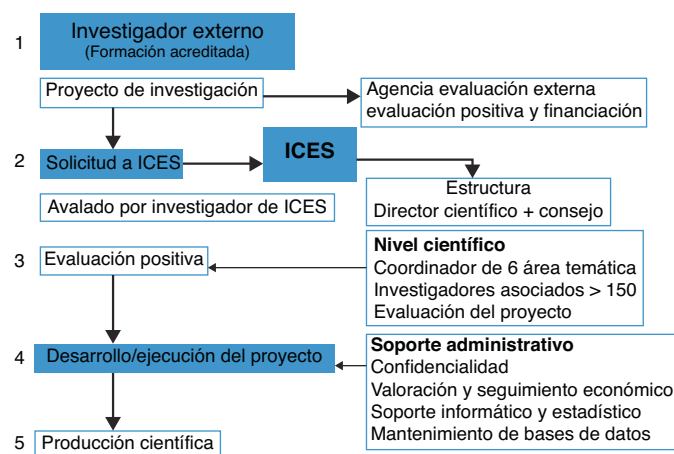 1
Investigador externo
(Formación acreditada)
Proyecto de investigación
Agencia evaluación externa
evaluación positiva y financiación
2
Solicitud a ICES
ICES
Avalado por investigador de ICES
Estructura
Director científico + consejo
3
Evaluación positiva
Nivel científico
Coordinador de 6 área temática
Investigadores asociados > 150
Evaluación del proyecto
4
Desarrollo/ejecución del proyecto
Soporte administrativo
Confidencialidad
Valoración y seguimiento económico
Soporte informático y estadístico
Mantenimiento de bases de datos
5
Producción científica